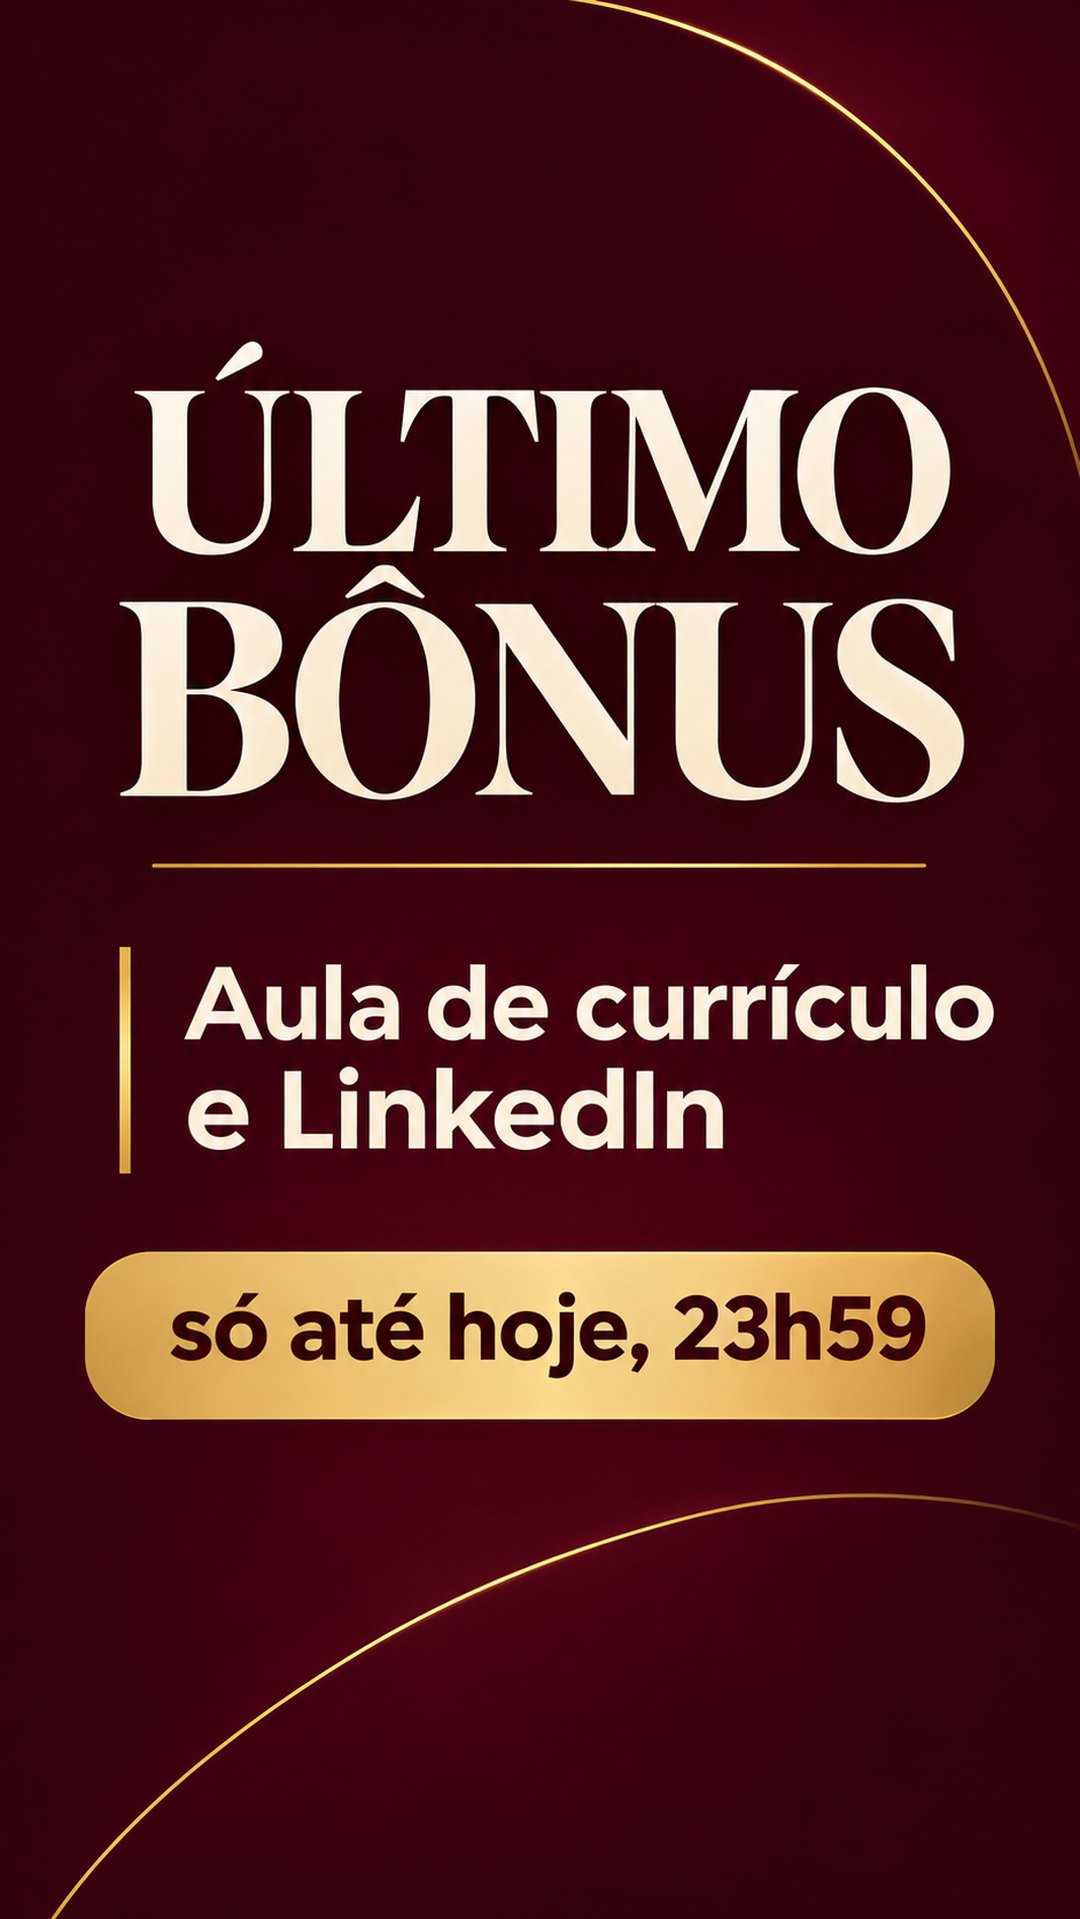 ÚLTIMO
BÔNUS
Aula de currículo
e LinkedIn
só até hoje, 23h59